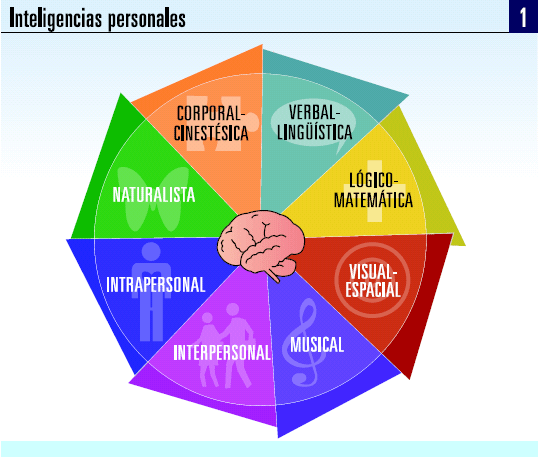 Inteligencias personales
1
CORPORAL-
CINESTÉSICA
VERBAL-
LINGÜÍSTICA
LÓGICO-
MATEMÁTICA
VISUAL-
ESPACIAL
MUSICAL
INTERPERSONAL
INTRAPERSONAL
NATURALISTA